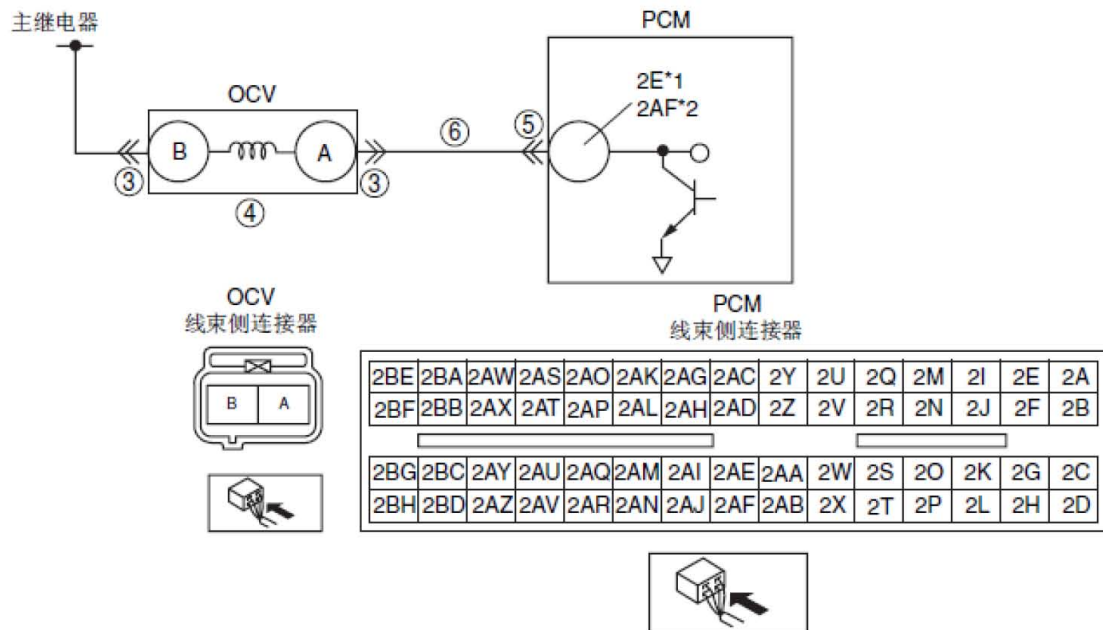 主继电器
PCM
OCV
2E*1
2AF*2
B
A
③
④
③
⑥
⑤
OCV
线束侧连接器
B A
PCM
线束侧连接器
2BE 2BA 2AW 2AS 2AO 2AK 2AG 2AC 2Y 2U 2Q 2M 2I 2E 2A
2BF 2BB 2AX 2AT 2AP 2AL 2AH 2AD 2Z 2V 2R 2N 2J 2F 2B
2BG 2BC 2AY 2AU 2AQ 2AM 2AI 2AE 2AA 2W 2S 2O 2K 2G 2C
2BH 2BD 2AZ 2AV 2AR 2AN 2AJ 2AF 2AB 2X 2T 2P 2L 2H 2D